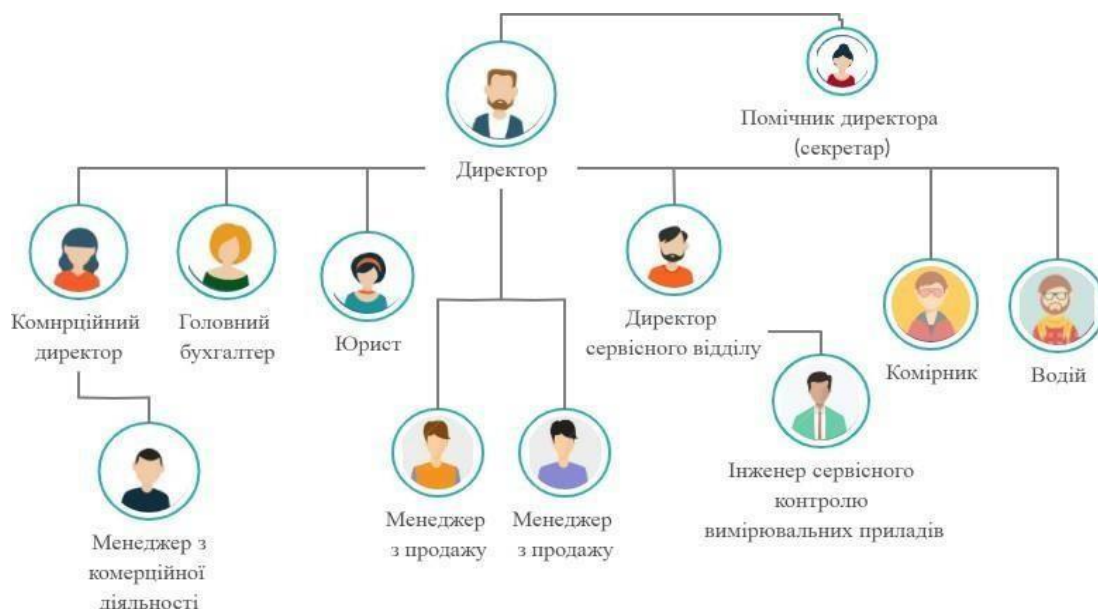 Помічник директора
(секретар)
Директор
Комнрційний
директор
Головний
бухгалтер
Юрист
Директор
сервісного відділу
Комірник
Водій
Менеджер з
комерційної
діяльності
Менеджер
з продажу
Менеджер
з продажу
Інженер сервісного
контролю
вимірювальних приладів